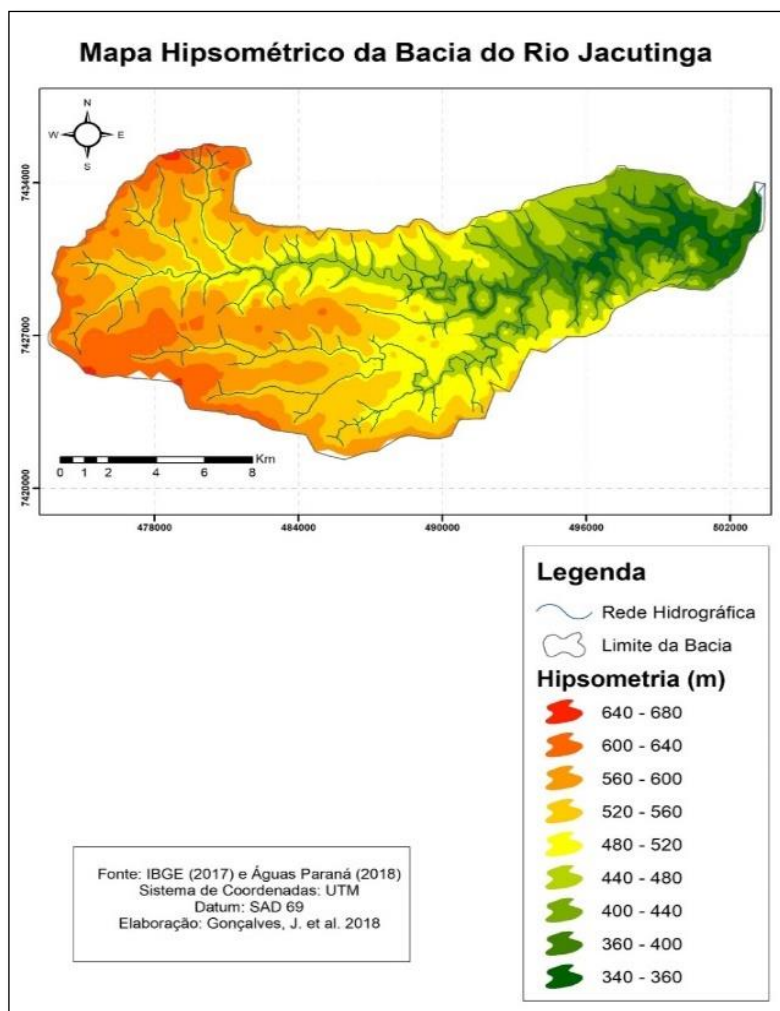 Mapa Hipsométrico da Bacia do Rio Jacutinga
N
W E
S
7434000
7427000
7420000
Km
0 1 2 4 6 8
478000 484000 490000 496000 502000
Legenda
Rede Hidrográfica
Limite da Bacia
Hipsometria (m)
640 - 680
600 - 640
560 - 600
520 - 560
480 - 520
440 - 480
400 - 440
360 - 400
340 - 360
Fonte: IBGE (2017) e Águas Paraná (2018)
Sistema de Coordenadas: UTM
Datum: SAD 69
Elaboração: Gonçalves, J. et al. 2018